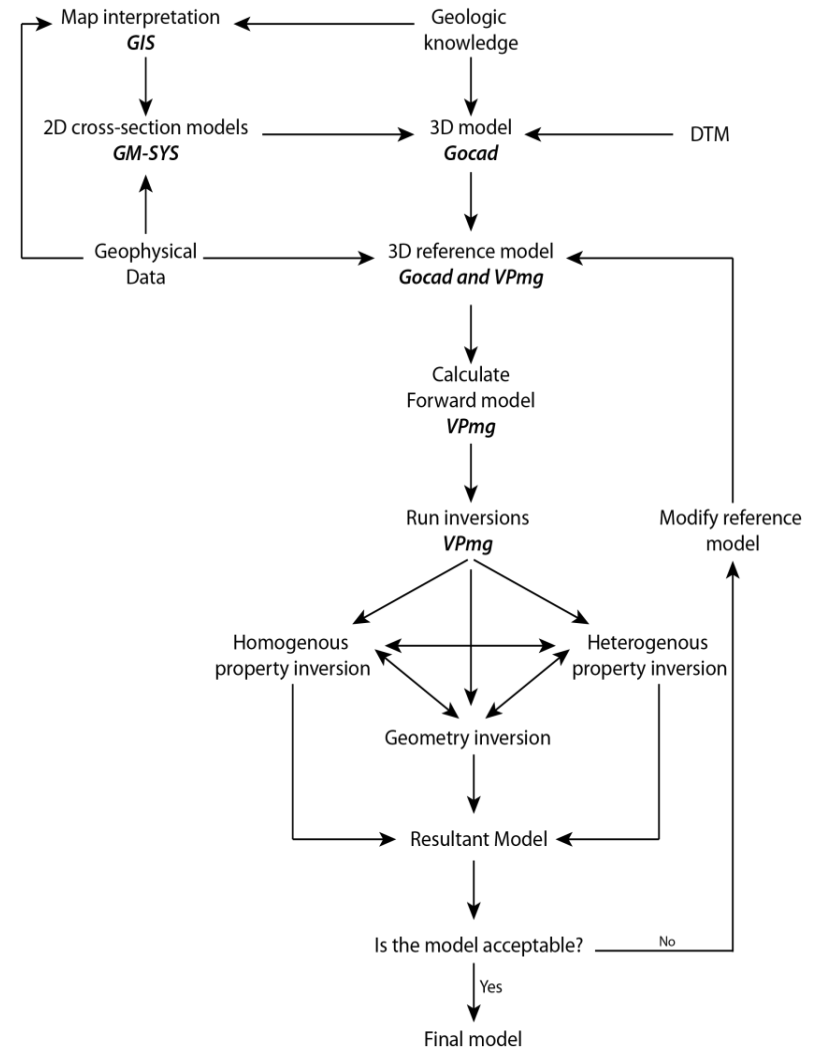 Map interpretation
GIS
Geologic
knowledge
2D cross-section models
GM-SYS
3D model
Gocad
DTM
Geophysical
Data
3D reference model
Gocad and VPmg
Calculate
Forward model
VPmg
Run inversions
VPmg
Modify reference
model
Homogenous
property inversion
Heterogenous
property inversion
Geometry inversion
Resultant Model
Is the model acceptable?
No
Yes
Final model